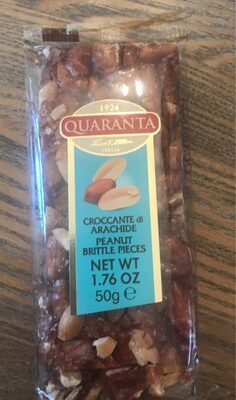 1924
QUARANTA
ITALIA
CROCCANTE di
ARACHIDE
PEANUT
BRITTLE PIECES
NET WT
1.76 OZ
50g e